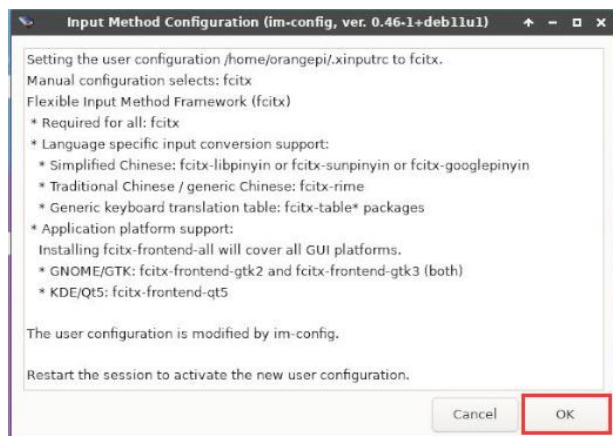 Input Method Configuration (im-config, ver. 0.46-1+deb11u1)
Setting the user configuration /home/orangepi/.xinputrc to fcitx.
Manual configuration selects: fcitx
Flexible Input Method Framework (fcitx)
* Required for all: fcitx
* Language specific input conversion support:
* Simplified Chinese: fcitx-libpinyin or fcitx-sunpinyin or fcitx-googlepinyin
* Traditional Chinese / generic Chinese: fcitx-rime
* Generic keyboard translation table: fcitx-table* packages
* Application platform support:
Installing fcitx-frontend-all will cover all GUI platforms.
* GNOME/GTK: fcitx-frontend-gtk2 and fcitx-frontend-gtk3 (both)
* KDE/Qt5: fcitx-frontend-qt5
The user configuration is modified by im-config.
Restart the session to activate the new user configuration.
Cancel OK